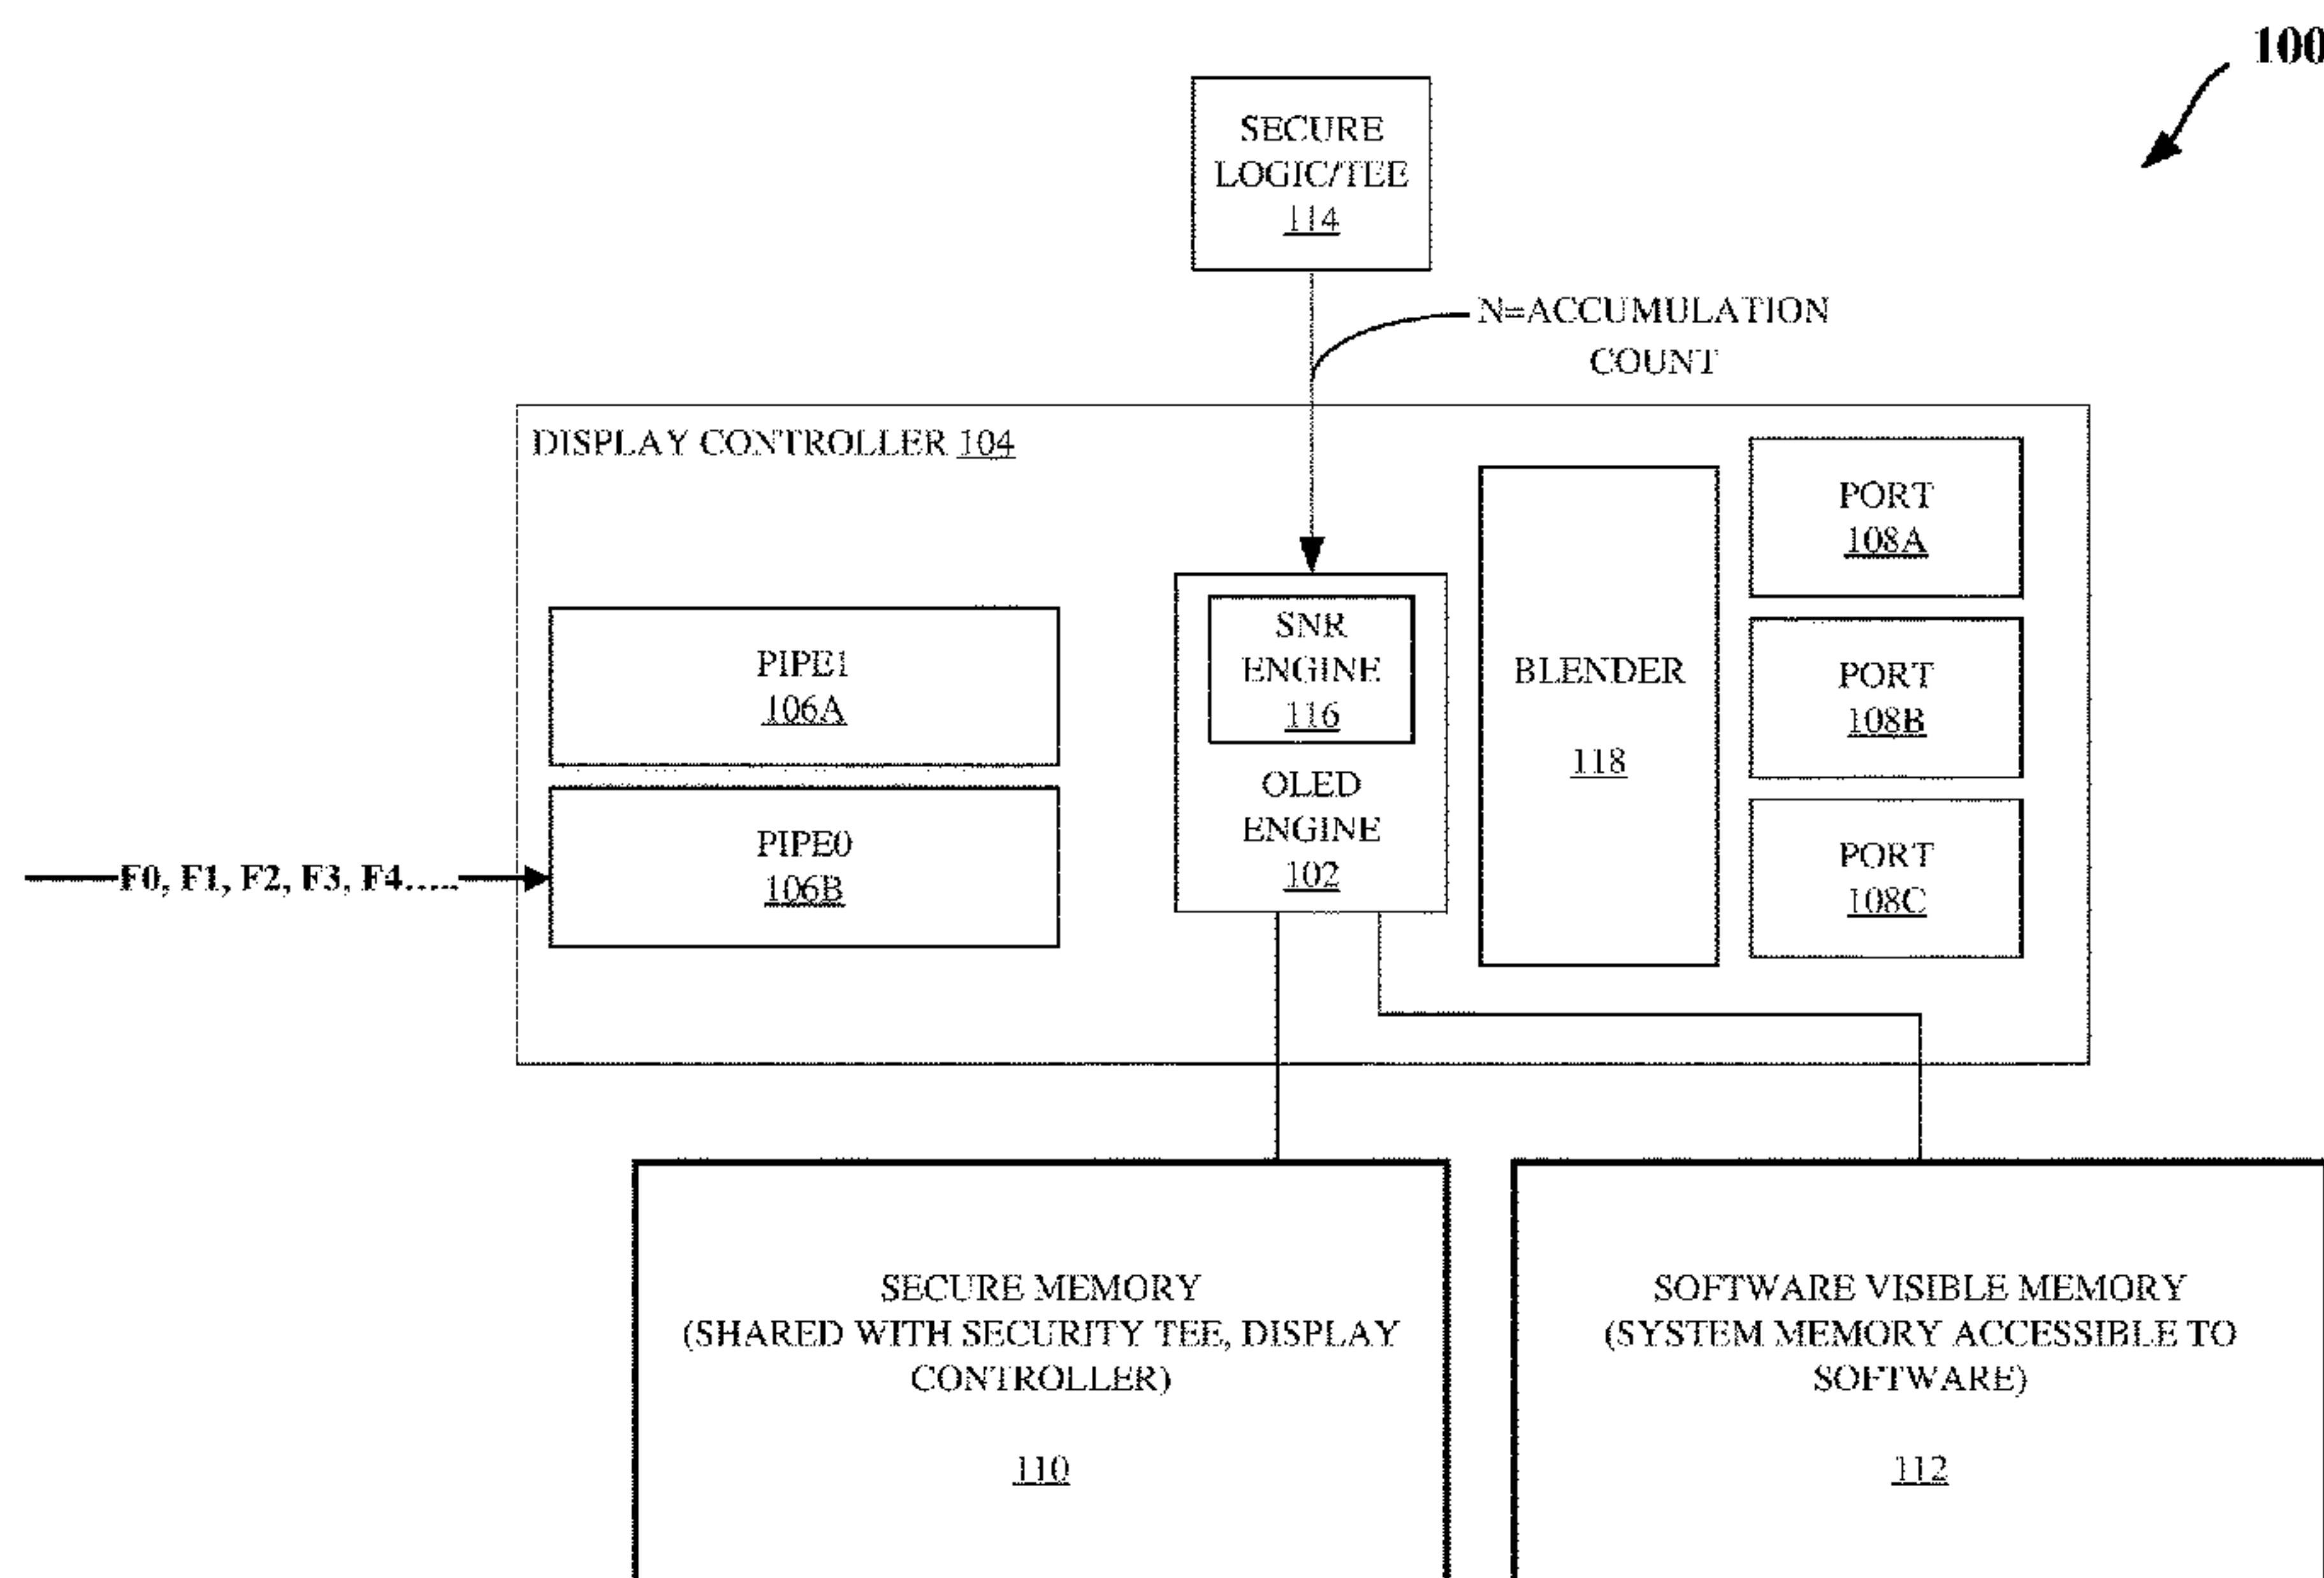 100
SECURE
LOGIC/TEE
114
N=ACCUMULATION
COUNT
DISPLAY CONTROLLER 104
PIPE1
106A
PIPE0
106B
F0, F1, F2, F3, F4.....
SNR
ENGINE
116
OLED
ENGINE
102
BLENDER
118
PORT
108A
PORT
108B
PORT
108C
SECURE MEMORY
(SHARED WITH SECURITY TEE, DISPLAY
CONTROLLER)
110
SOFTWARE VISIBLE MEMORY
(SYSTEM MEMORY ACCESSIBLE TO
SOFTWARE)
112